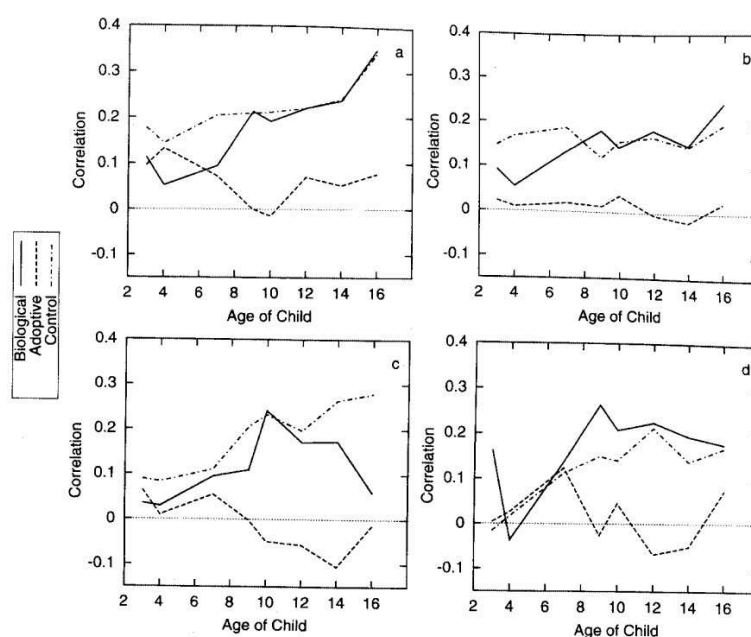 0.4
0.3
0.2
0.1
0
-0.1
Correlation
2 4 6 8 10 12 14 16
Age of Child
a
0.4
0.3
0.2
0.1
0
-0.1
Correlation
2 4 6 8 10 12 14 16
Age of Child
b
Biological
Adoptive
Control
0.4
0.3
0.2
0.1
0
-0.1
Correlation
2 4 6 8 10 12 14 16
Age of Child
c
0.4
0.3
0.2
0.1
0
-0.1
Correlation
2 4 6 8 10 12 14 16
Age of Child
d